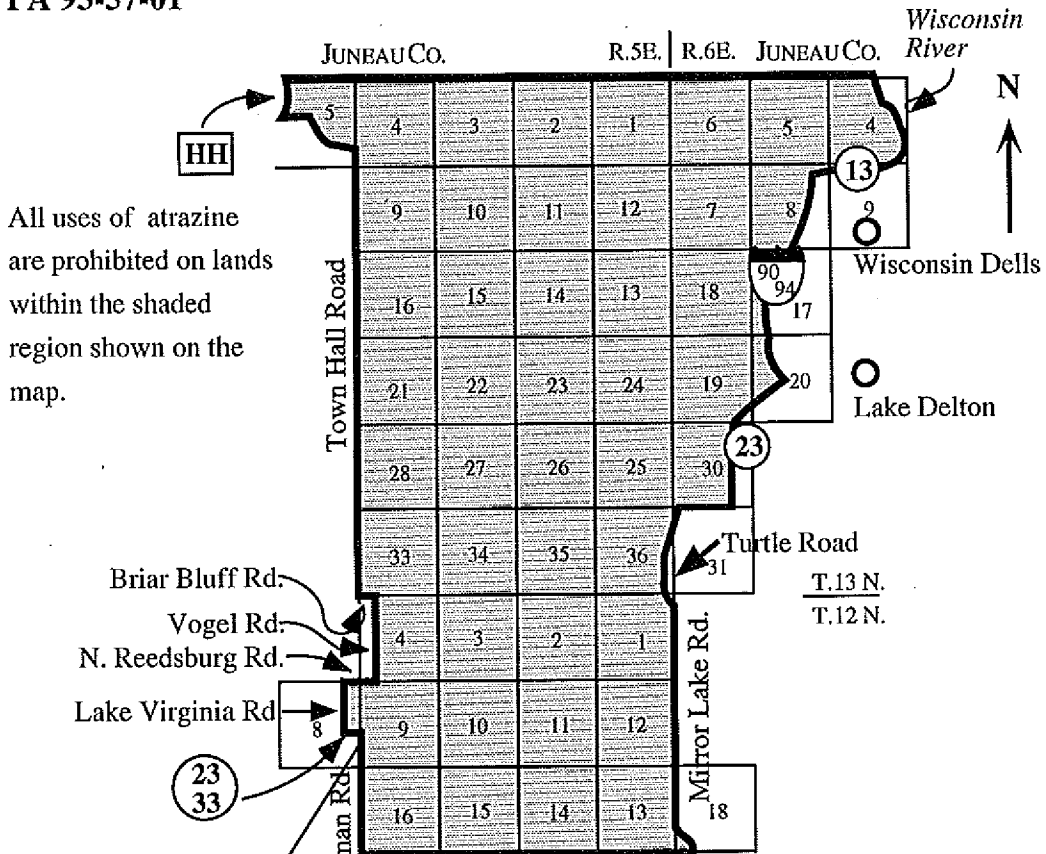 JUNEAU CO.
R.5E.
R.6E.
JUNEAU CO.
Wisconsin
River
N
HH
5 4 3 2 1 6 5 4
13
9 10 11 12 7 8 9
Wisconsin Dells
All uses of atrazine
are prohibited on lands
within the shaded
region shown on the
map.
Town Hall Road
16 15 14 13 18
90
94
17
21 22 23 24 19 20
Lake Delton
23
28 27 26 25 30
33 34 35 36 31
Turtle Road
T.13 N.
T.12 N.
Briar Bluff Rd.
Vogel Rd.
N. Reedsburg Rd.
4 3 2 1
Mirror Lake Rd.
Lake Virginia Rd
8 9 10 11 12
23
33
16 15 14 13 18